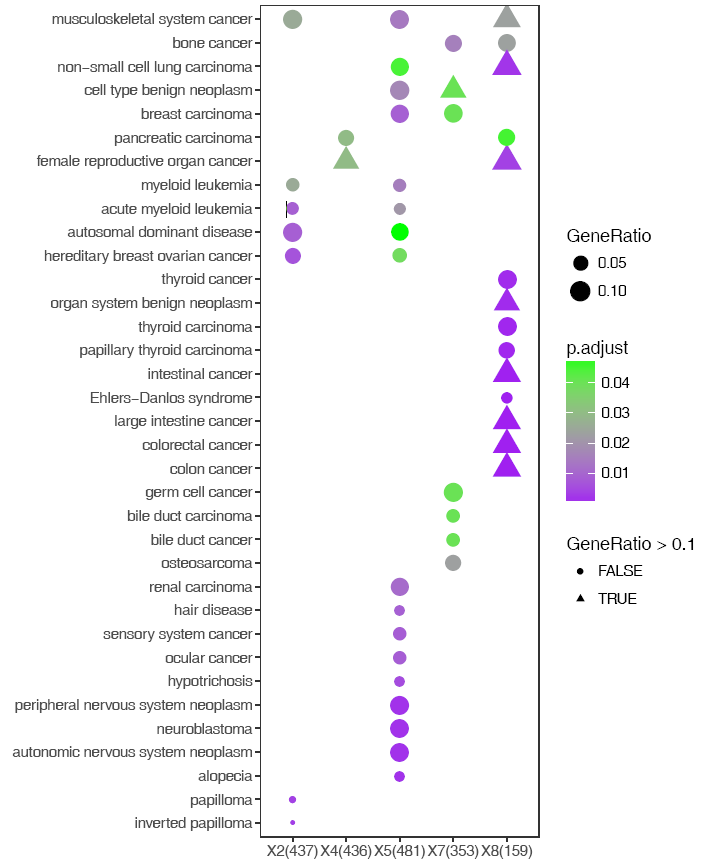 musculoskeletal system cancer
bone cancer
non−small cell lung carcinoma
cell type benign neoplasm
breast carcinoma
pancreatic carcinoma
female reproductive organ cancer
myeloid leukemia
acute myeloid leukemia
autosomal dominant disease
hereditary breast ovarian cancer
thyroid cancer
organ system benign neoplasm
thyroid carcinoma
papillary thyroid carcinoma
intestinal cancer
Ehlers−Danlos syndrome
large intestine cancer
colorectal cancer
colon cancer
germ cell cancer
bile duct carcinoma
bile duct cancer
osteosarcoma
renal carcinoma
hair disease
sensory system cancer
ocular cancer
hypotrichosis
peripheral nervous system neoplasm
neuroblastoma
autonomic nervous system neoplasm
alopecia
papilloma
inverted papilloma
X2(437) X4(436) X5(481) X7(353) X8(159)
GeneRatio
0.05
0.10
p.adjust
0.04
0.03
0.02
0.01
GeneRatio > 0.1
FALSE
TRUE